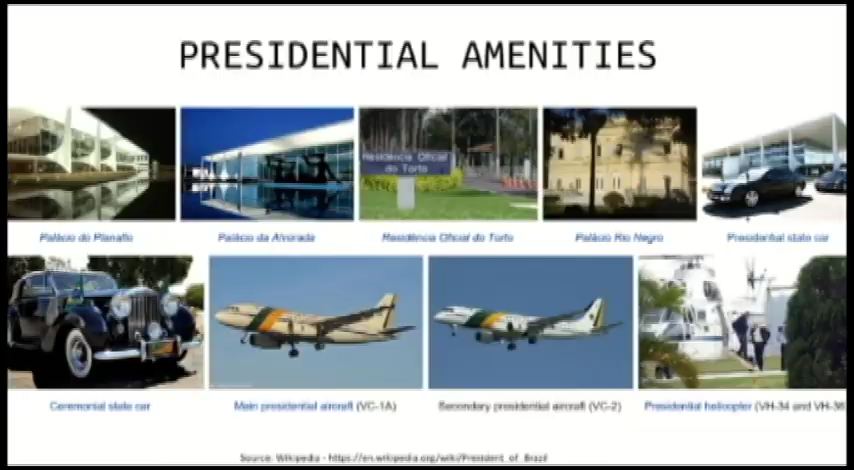 PRESIDENTIAL AMENITIES
Residência Oficial
do Torto
Palácio do Planalto
Palácio da Alvorada
Residência Oficial do Torto
Palácio Rio Negro
Presidential state car
Ceremonial state car
Main presidential aircraft (VC-1A)
Secondary presidential aircraft (VC-2)
Presidential helicopter (VH-34 and VH-36
Source: Wikipedia - https://en.wikipedia.org/wiki/President_of_Brazil